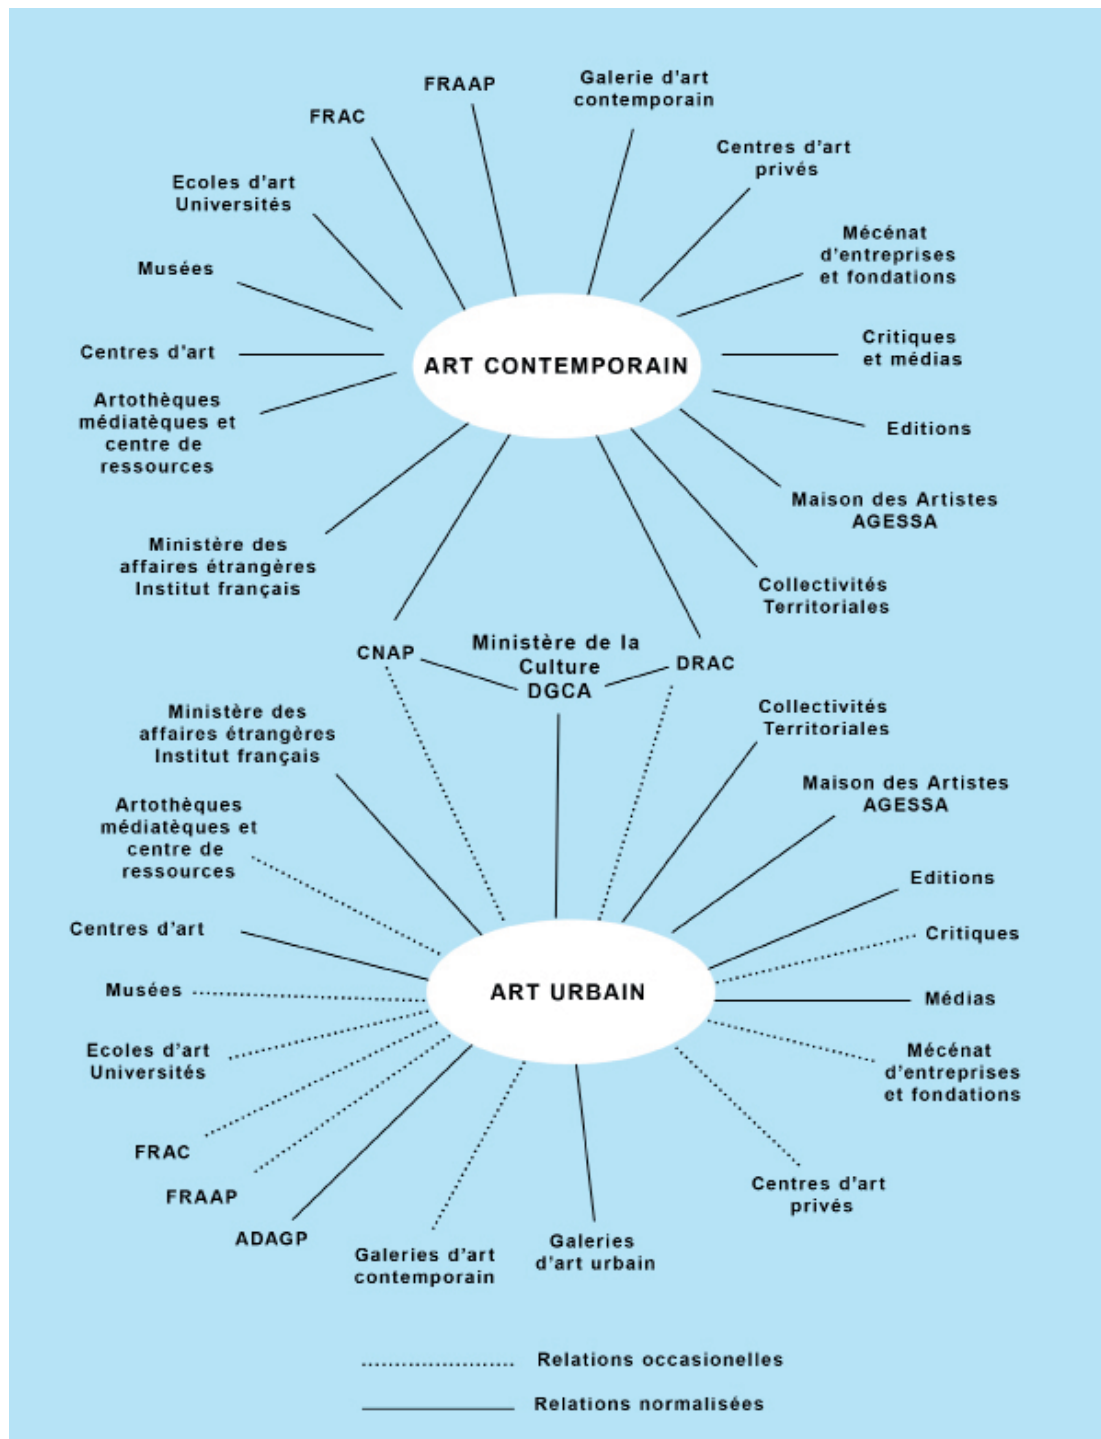 FRAAP
Galerie d'art
contemporain
FRAC
Centres d'art
privés
Ecoles d'art
Universités
Mécénat
d'entreprises
et fondations
Musées
Centres d'art
ART CONTEMPORAIN
Critiques
et médias
Artothèques
médiatèques et
centre de
ressources
Editions
Maison des Artistes
AGESSA
Ministère des
affaires étrangères
Institut français
Collectivités
Territoriales
CNAP
Ministère de la
Culture
DGCA
DRAC
Ministère des
affaires étrangères
Institut français
Collectivités
Territoriales
Artothèques
médiatèques et
centre de
ressources
Maison des Artistes
AGESSA
Editions
Centres d'art
Critiques
Musées
ART URBAIN
Médias
Ecoles d'art
Universités
Mécénat
d'entreprises
et fondations
FRAC
FRAAP
Centres d'art
privés
ADAGP
Galeries d'art
contemporain
Galeries
d'art urbain
Relations occasionelles
Relations normalisées